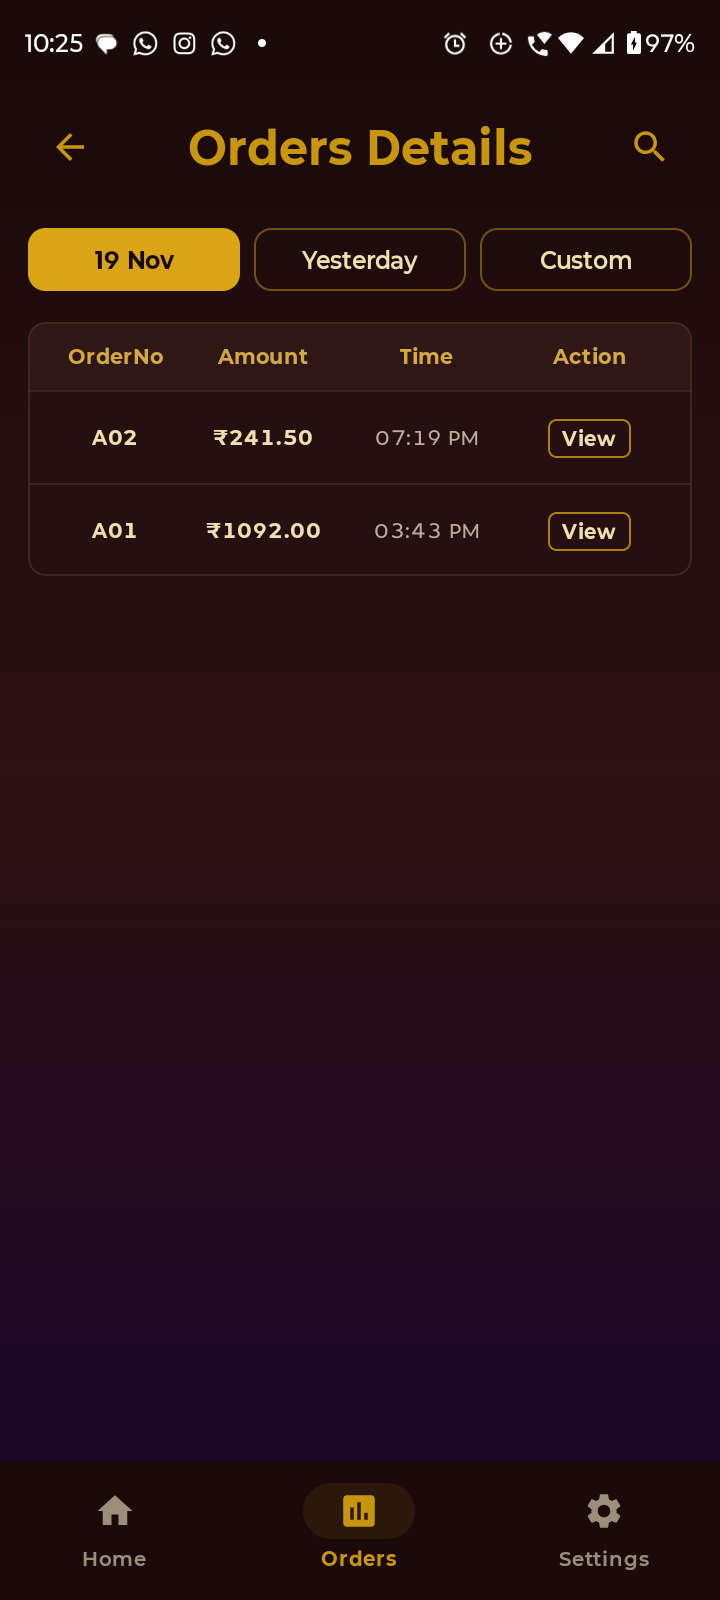 10:25 97%
Orders Details
19 Nov Yesterday Custom
OrderNo Amount Time Action
A02 ₹241.50 07:19 PM View
A01 ₹1092.00 03:43 PM View
Home Orders Settings